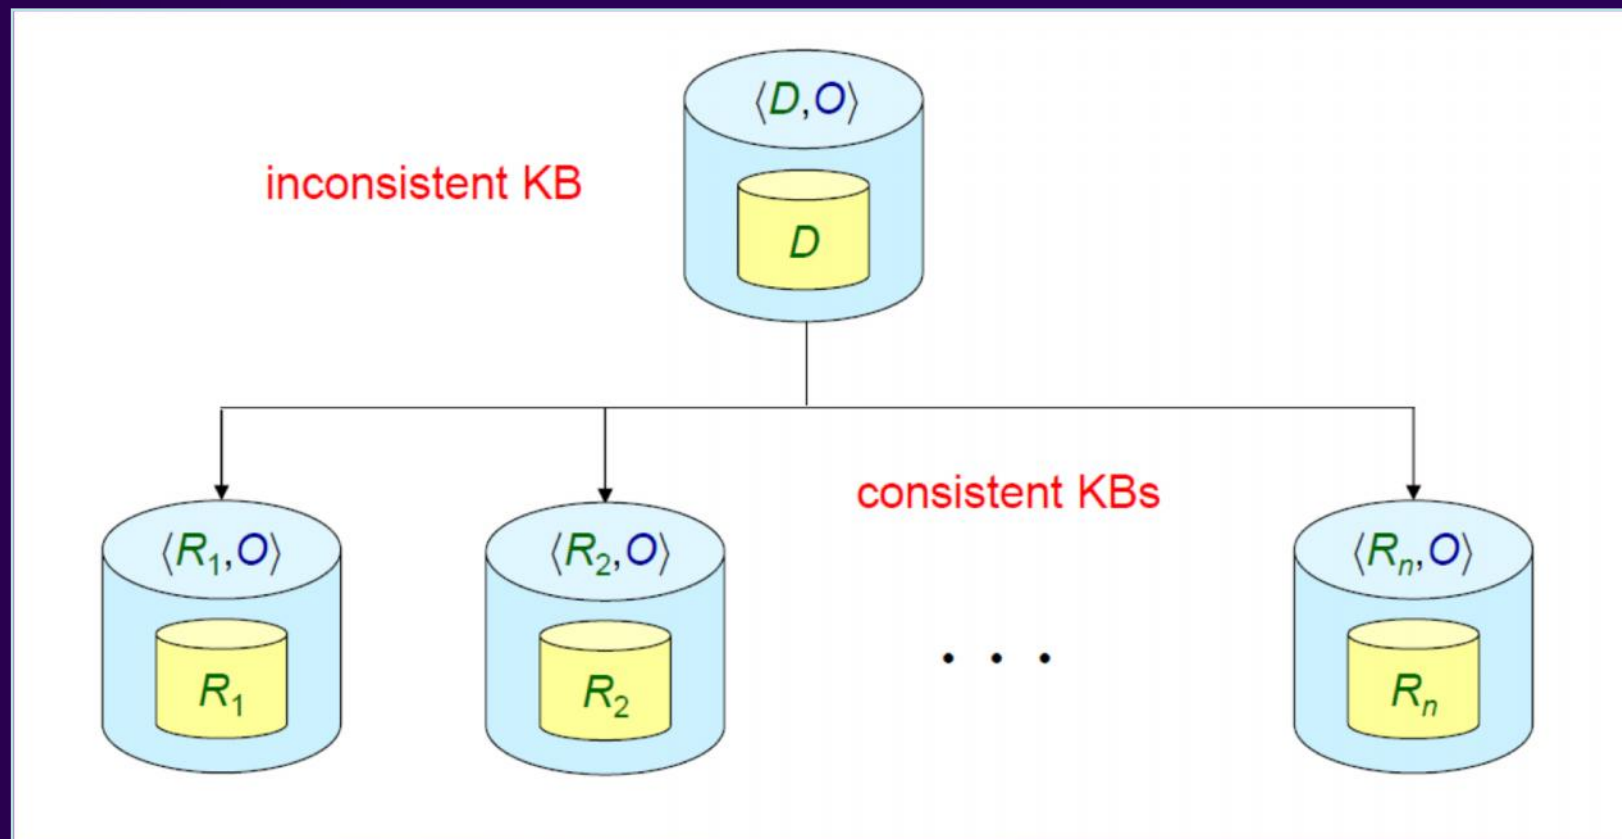 ⟨D,O⟩
inconsistent KB
D
consistent KBs
⟨R₁,O⟩
⟨R₂,O⟩
⟨Rₙ,O⟩
R₁
R₂
. . .
Rₙ